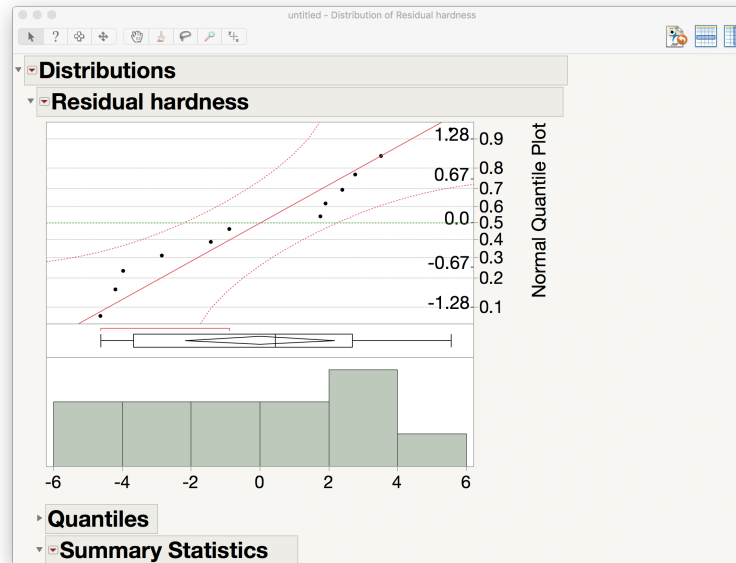 untitled - Distribution of Residual hardness
?
Distributions
Residual hardness
1.28 0.9
0.8
0.67 0.7
0.6
0.0 0.5
0.4
-0.67 0.3
0.2
-1.28 0.1
Normal Quantile Plot
-6 -4 -2 0 2 4 6
Quantiles
Summary Statistics